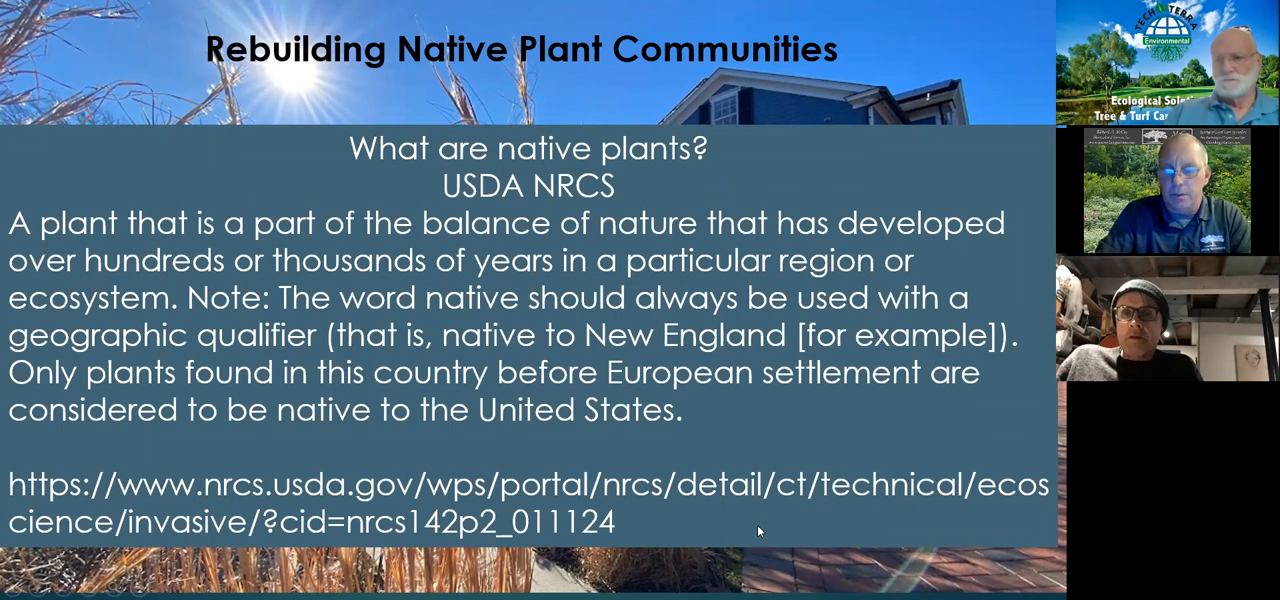 Rebuilding Native Plant Communities
What are native plants?
USDA NRCS
A plant that is a part of the balance of nature that has developed
over hundreds or thousands of years in a particular region or
ecosystem. Note: The word native should always be used with a
geographic qualifier (that is, native to New England [for example]).
Only plants found in this country before European settlement are
considered to be native to the United States.
https://www.nrcs.usda.gov/wps/portal/nrcs/detail/ct/technical/ecos
cience/invasive/?cid=nrcs142p2_011124
TECH TERRA
Environmental
Ecological
Tree & Turf